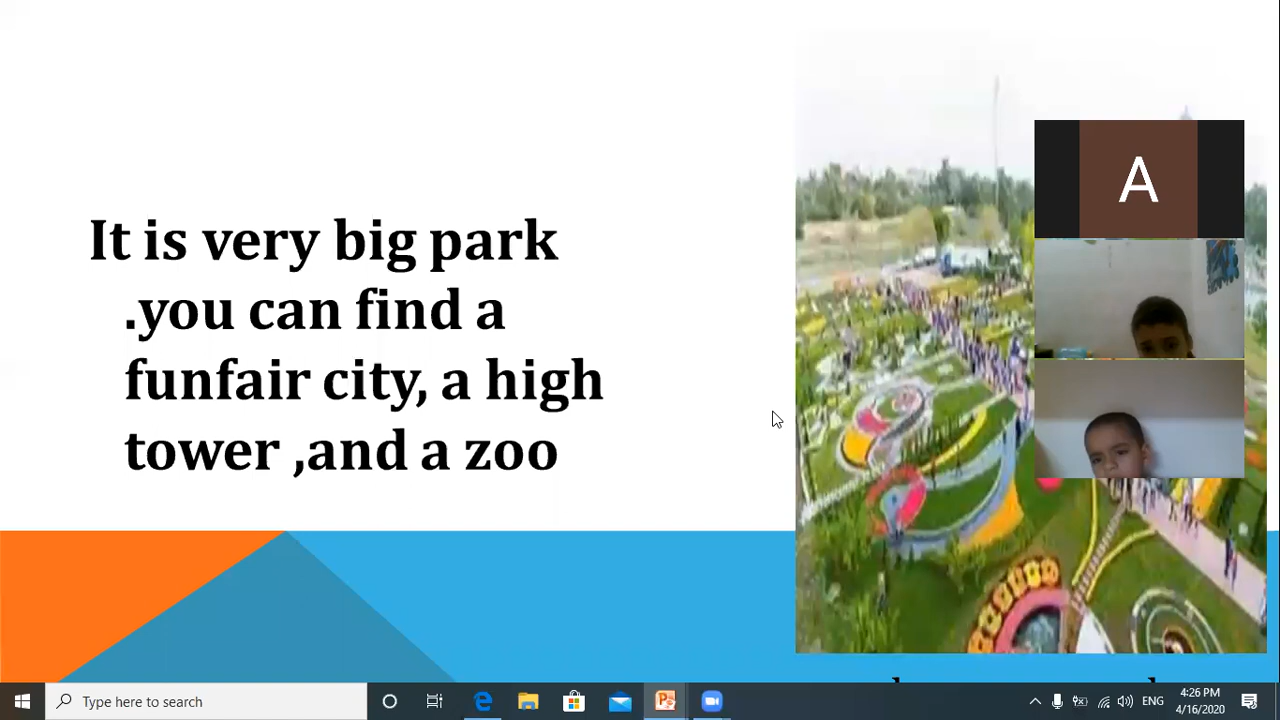 It is very big park
.you can find a
funfair city, a high
tower ,and a zoo
A
Type here to search
ENG
4:26 PM
4/16/2020